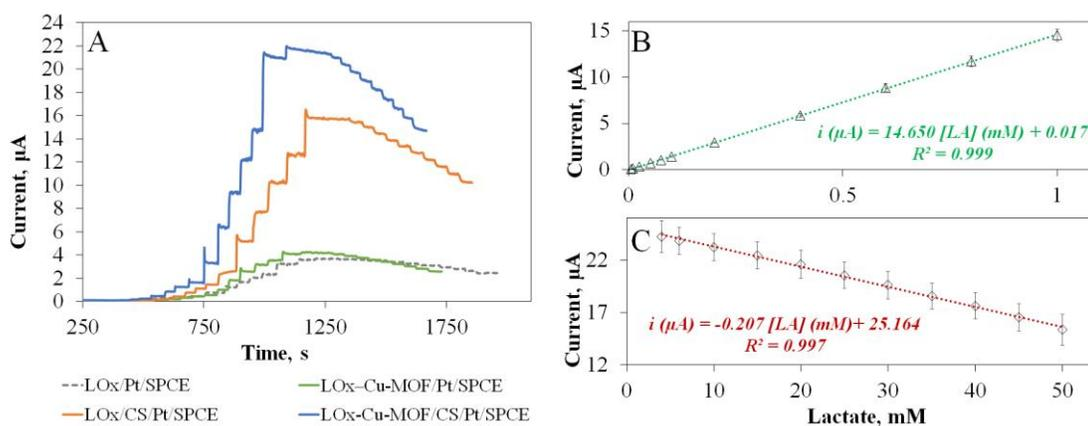 A
24
22
20
18
16
14
12
10
8
6
4
2
0
Current, µA
250 750 1250 1750
Time, s
LOx/Pt/SPCE LOx–Cu-MOF/Pt/SPCE
LOx/CS/Pt/SPCE LOx-Cu-MOF/CS/Pt/SPCE
B
15
10
5
0
Current, µA
i (µA) = 14.650 [LA] (mM) + 0.017
R² = 0.999
0 0.5 1
C
22
17
12
Current, µA
i (µA) = -0.207 [LA] (mM)+ 25.164
R² = 0.997
0 10 20 30 40 50
Lactate, mM